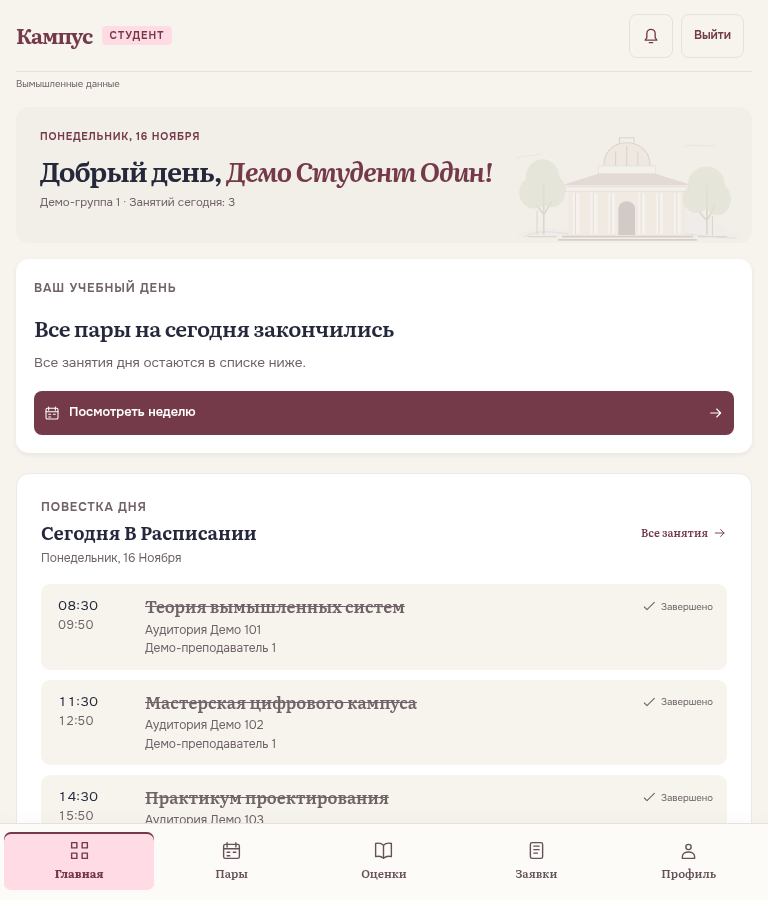 Кампус
СТУДЕНТ
Выйти
Вымышленные данные
ПОНЕДЕЛЬНИК, 16 НОЯБРЯ
Добрый день, Демо Студент Один!
Демо-группа 1 · Занятий сегодня: 3
ВАШ УЧЕБНЫЙ ДЕНЬ
Все пары на сегодня закончились
Все занятия дня остаются в списке ниже.
Посмотреть неделю
ПОВЕСТКА ДНЯ
Сегодня В Расписании
Все занятия
Понедельник, 16 Ноября
08:30
Теория вымышленных систем
Завершено
09:50
Аудитория Демо 101
Демо-преподаватель 1
11:30
Мастерская цифрового кампуса
Завершено
12:50
Аудитория Демо 102
Демо-преподаватель 1
14:30
Практикум проектирования
Завершено
15:50
Аудитория Демо 103
Главная
Пары
Оценки
Заявки
Профиль